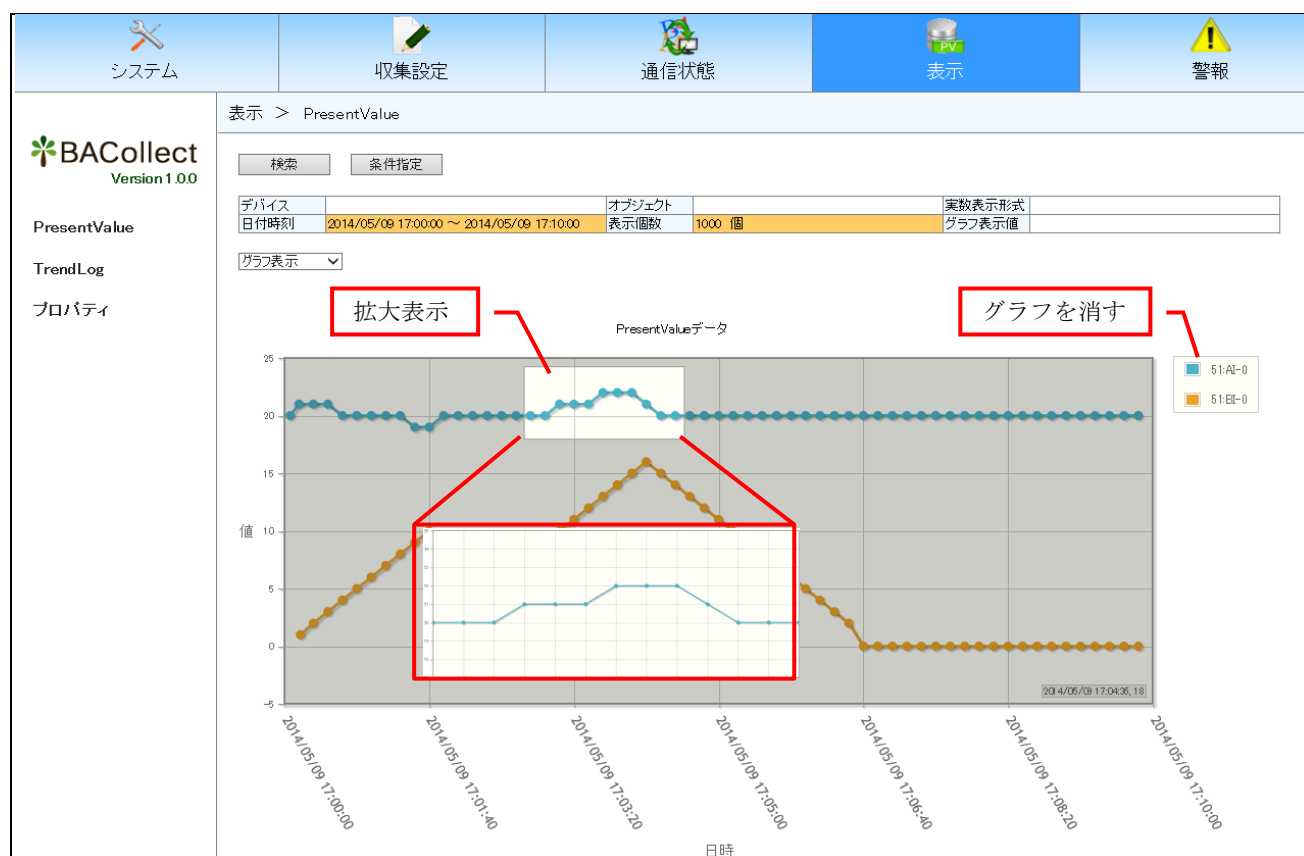 システム
収集設定
通信状態
PV
表示
警報
表示 ＞ PresentValue
BACollect
Version 1.0.0
PresentValue
TrendLog
プロパティ
検索 条件指定
デバイス オブジェクト 実数表示形式
日付時刻 2014/05/09 17:00:00 ～ 2014/05/09 17:10:00 表示個数 1000 個 グラフ表示値
グラフ表示
拡大表示
グラフを消す
PresentValueデータ
51:AI-0
51:BI-0
25
20
15
10
5
0
-5
値
2014/05/09 17:04:36, 18
2014/05/09 17:00:00
2014/05/09 17:01:40
2014/05/09 17:03:20
2014/05/09 17:05:00
2014/05/09 17:06:40
2014/05/09 17:08:20
2014/05/09 17:10:00
日時